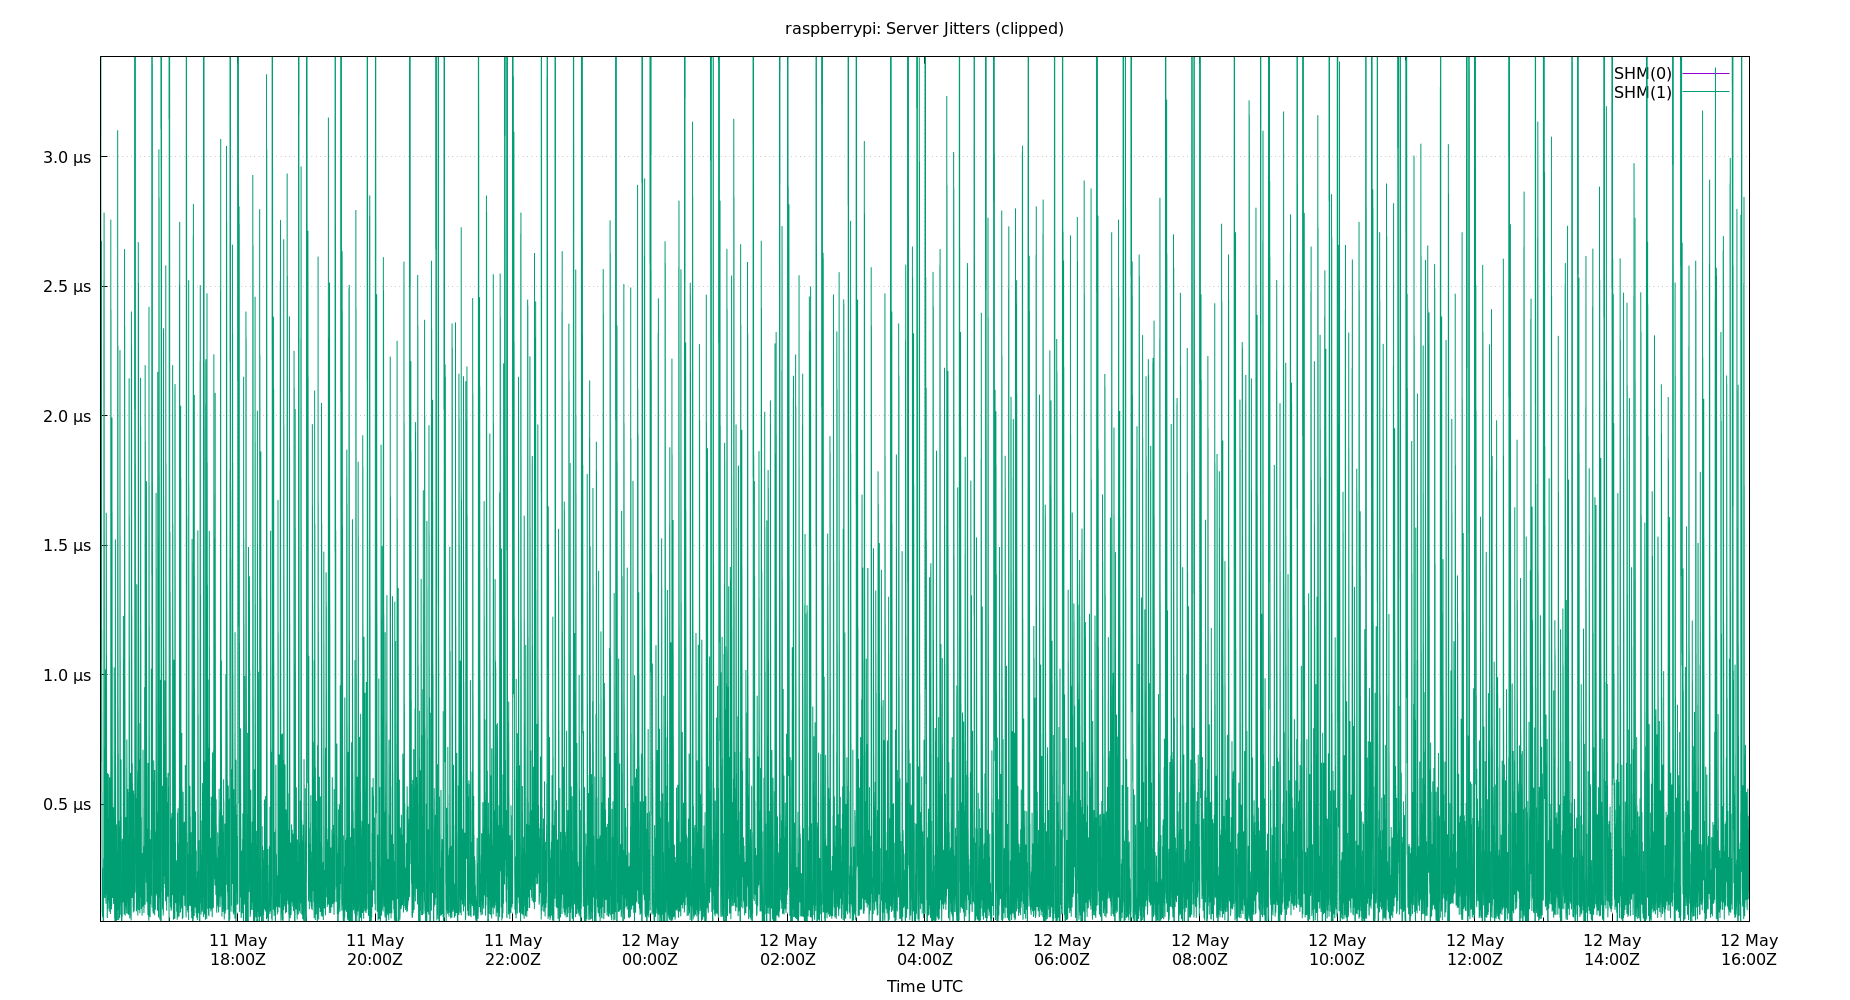 raspberrypi: Server Jitters (clipped)
SHM(0)
SHM(1)
3.0 µs
2.5 µs
2.0 µs
1.5 µs
1.0 µs
0.5 µs
11 May 11 May 11 May 12 May 12 May 12 May 12 May 12 May 12 May 12 May 12 May 12 May
18:00Z 20:00Z 22:00Z 00:00Z 02:00Z 04:00Z 06:00Z 08:00Z 10:00Z 12:00Z 14:00Z 16:00Z
Time UTC